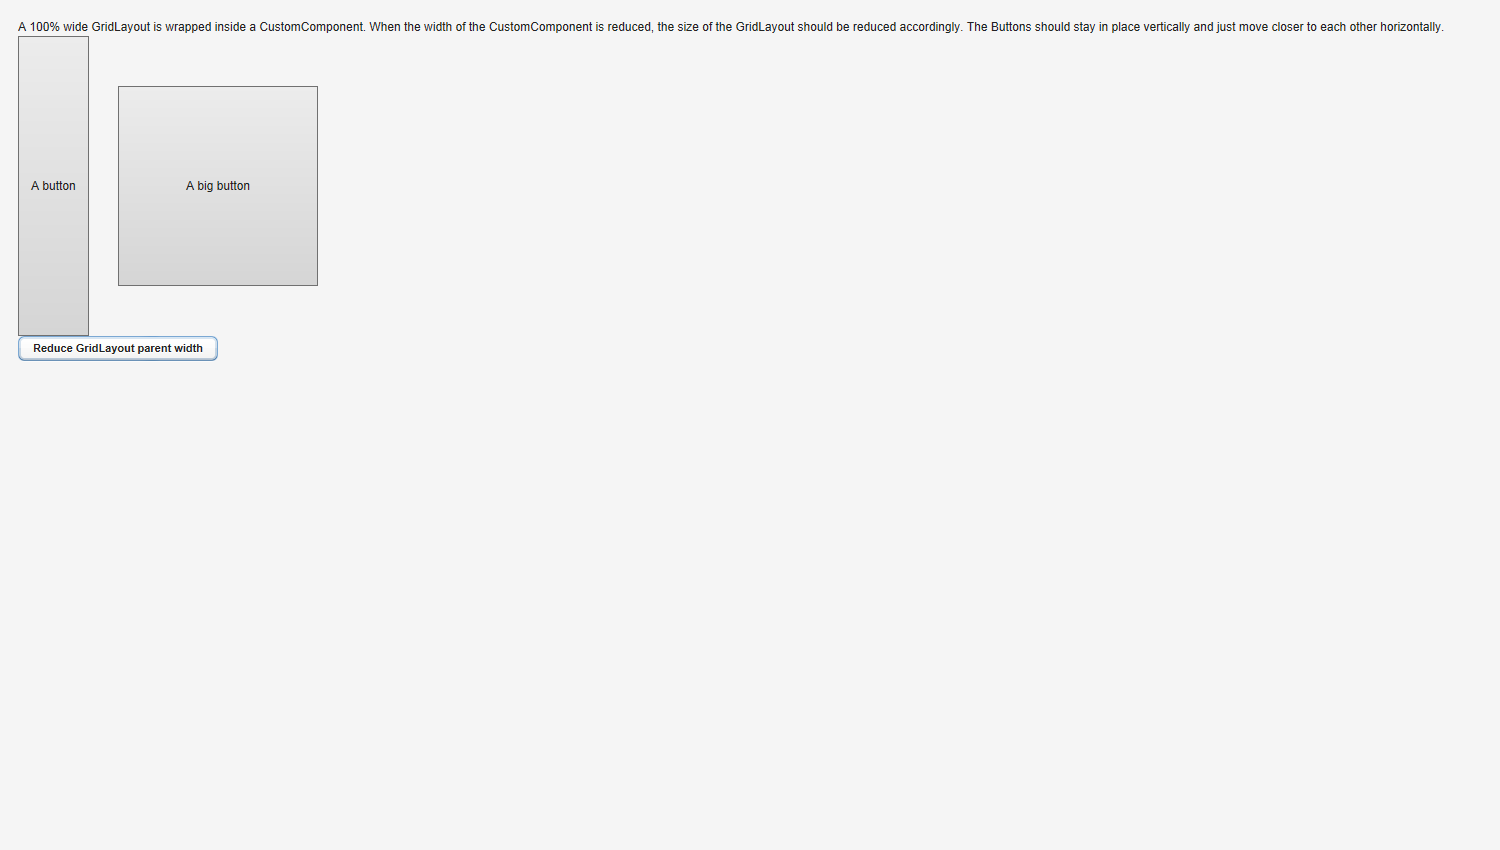 A 100% wide GridLayout is wrapped inside a CustomComponent. When the width of the CustomComponent is reduced, the size of the GridLayout should be reduced accordingly. The Buttons should stay in place vertically and just move closer to each other horizontally.
A button
A big button
Reduce GridLayout parent width